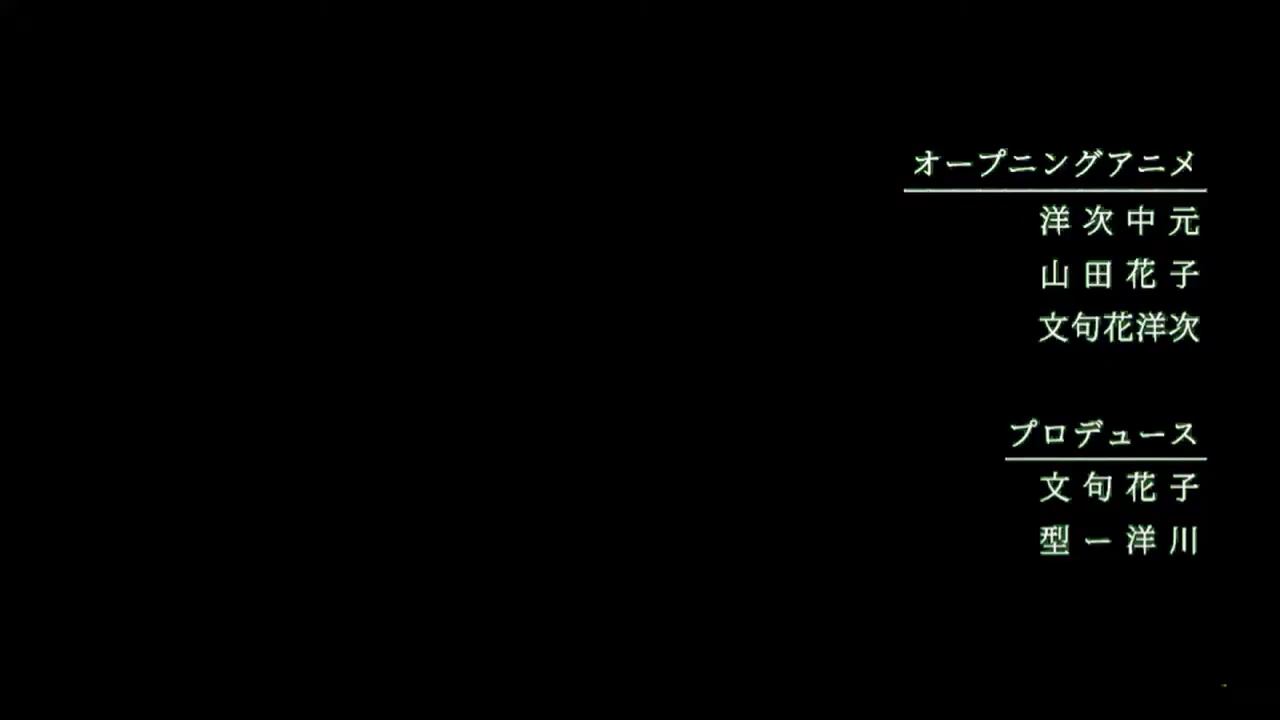 オープニングアニメ
洋次中元
山田花子
文句花洋次
プロデュース
文句花子
型一洋川